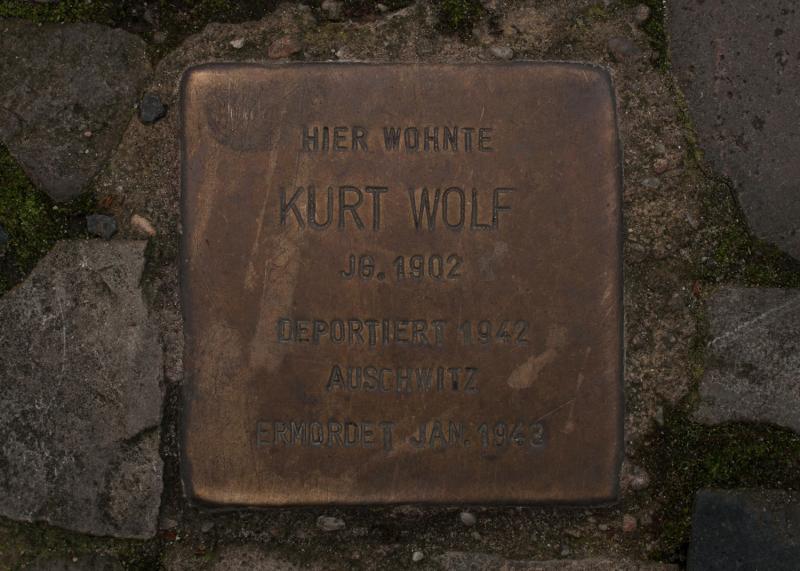 HIER WOHNTE
KURT WOLF
JG. 1902
DEPORTIERT 1942
AUSCHWITZ
ERMORDET JAN. 1943